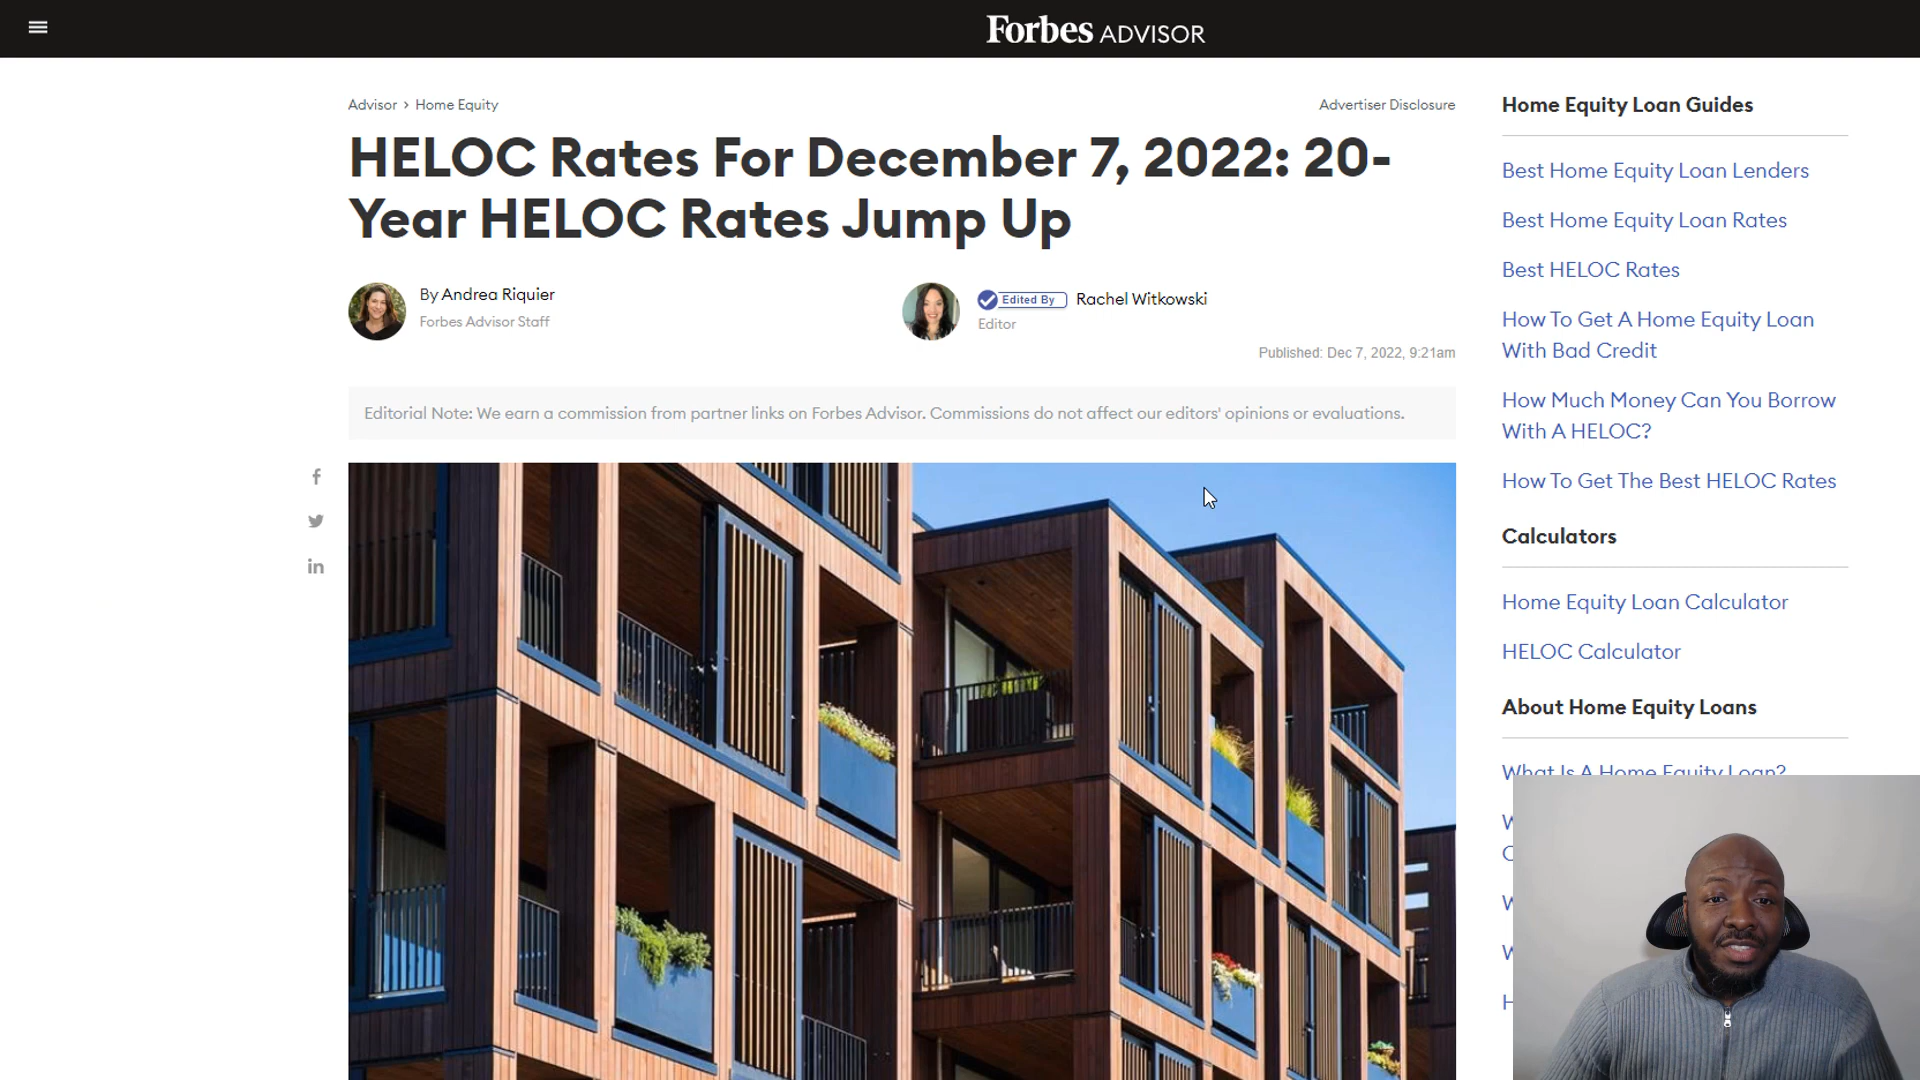 Forbes ADVISOR
Advisor › Home Equity
Advertiser Disclosure
HELOC Rates For December 7, 2022: 20-
Year HELOC Rates Jump Up
By Andrea Riquier
Forbes Advisor Staff
Edited By Rachel Witkowski
Editor
Published: Dec 7, 2022, 9:21am
Editorial Note: We earn a commission from partner links on Forbes Advisor. Commissions do not affect our editors' opinions or evaluations.
Home Equity Loan Guides
Best Home Equity Loan Lenders
Best Home Equity Loan Rates
Best HELOC Rates
How To Get A Home Equity Loan
With Bad Credit
How Much Money Can You Borrow
With A HELOC?
How To Get The Best HELOC Rates
Calculators
Home Equity Loan Calculator
HELOC Calculator
About Home Equity Loans
What Is A Home Equity Loan?